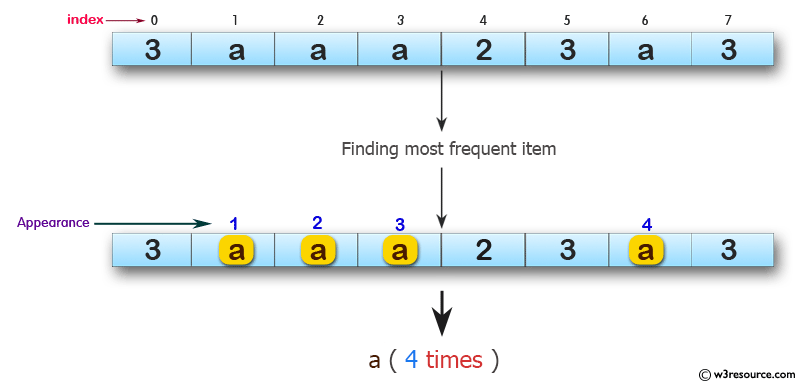 index 0 1 2 3 4 5 6 7
3 a a a 2 3 a 3
Finding most frequent item
Appearance 1 2 3 4
3 a a a 2 3 a 3
a ( 4 times )
© w3resource.com